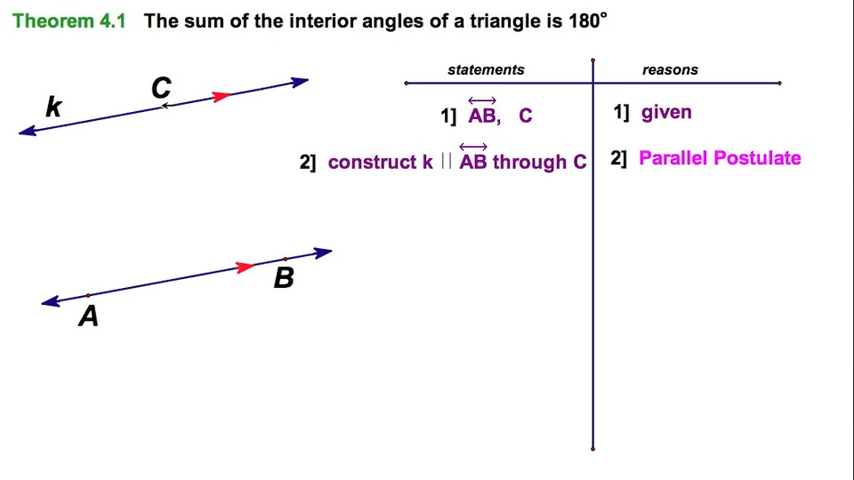 Theorem 4.1 The sum of the interior angles of a triangle is 180°
statements reasons
k C
1] AB, C 1] given
2] construct k || AB through C 2] Parallel Postulate
B
A